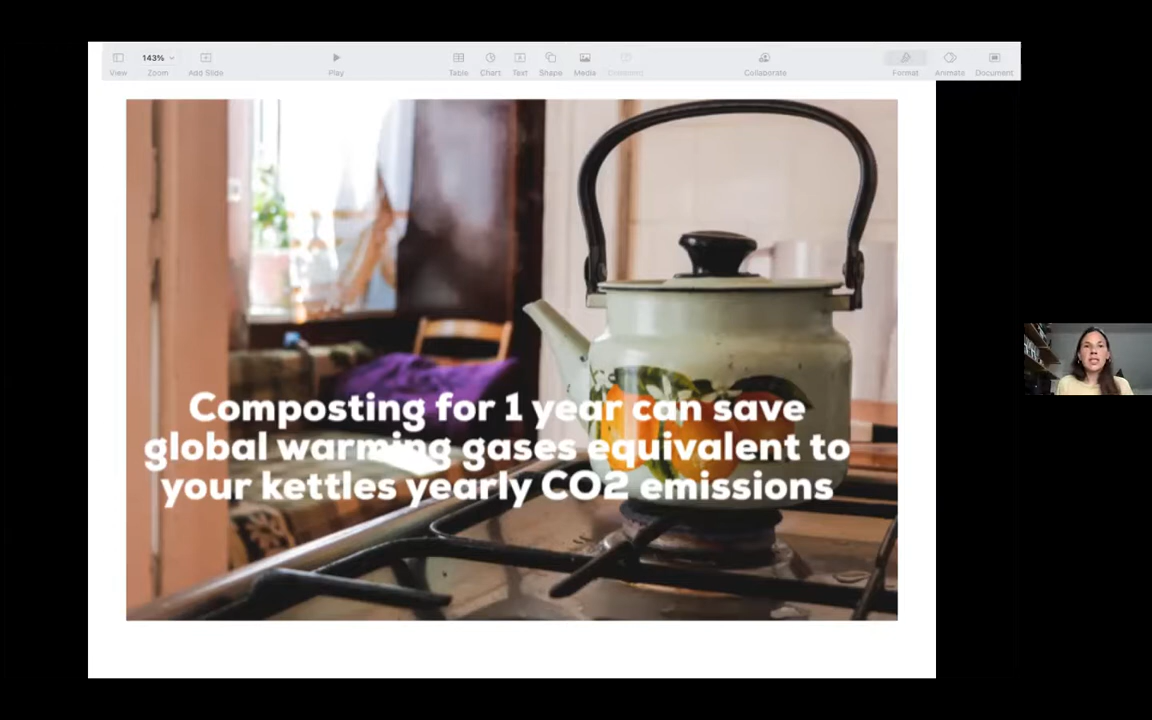 143%
View
Zoom
Add Slide
Play
Table
Chart
Text
Shape
Media
Comment
Collaborate
Format
Animate
Document
Composting for 1 year can save
global warming gases equivalent to
your kettles yearly CO2 emissions